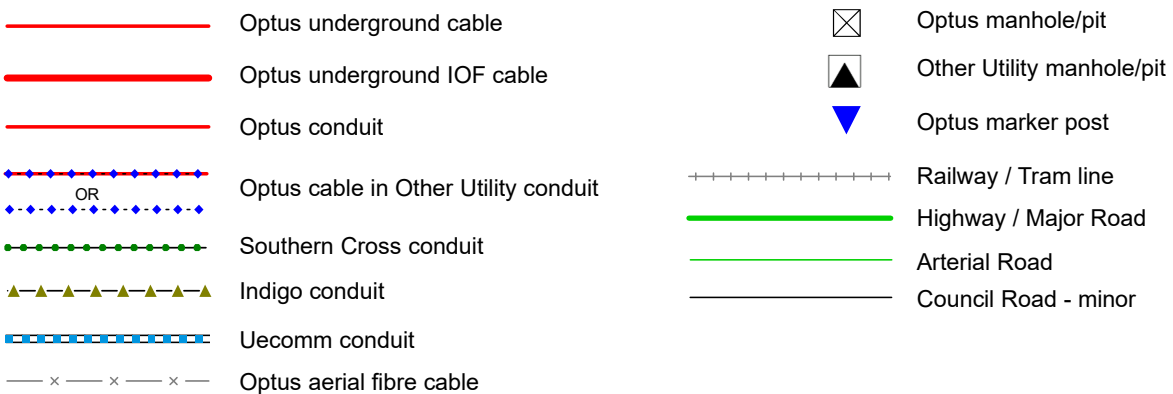 Optus underground cable
Optus underground IOF cable
Optus conduit
OR
Optus cable in Other Utility conduit
Southern Cross conduit
Indigo conduit
Uecomm conduit
Optus aerial fibre cable
Optus manhole/pit
Other Utility manhole/pit
Optus marker post
Railway / Tram line
Highway / Major Road
Arterial Road
Council Road - minor